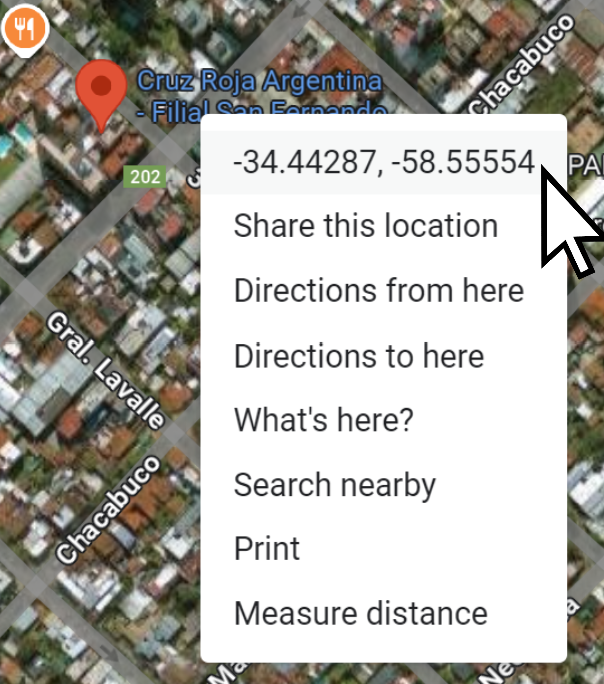 Chacabuco
Cruz Roja Argentina
- Filial San Fernando
202
-34.44287, -58.55554
Share this location
Directions from here
Directions to here
What's here?
Search nearby
Print
Measure distance
Gral. Lavalle
Chacabuco